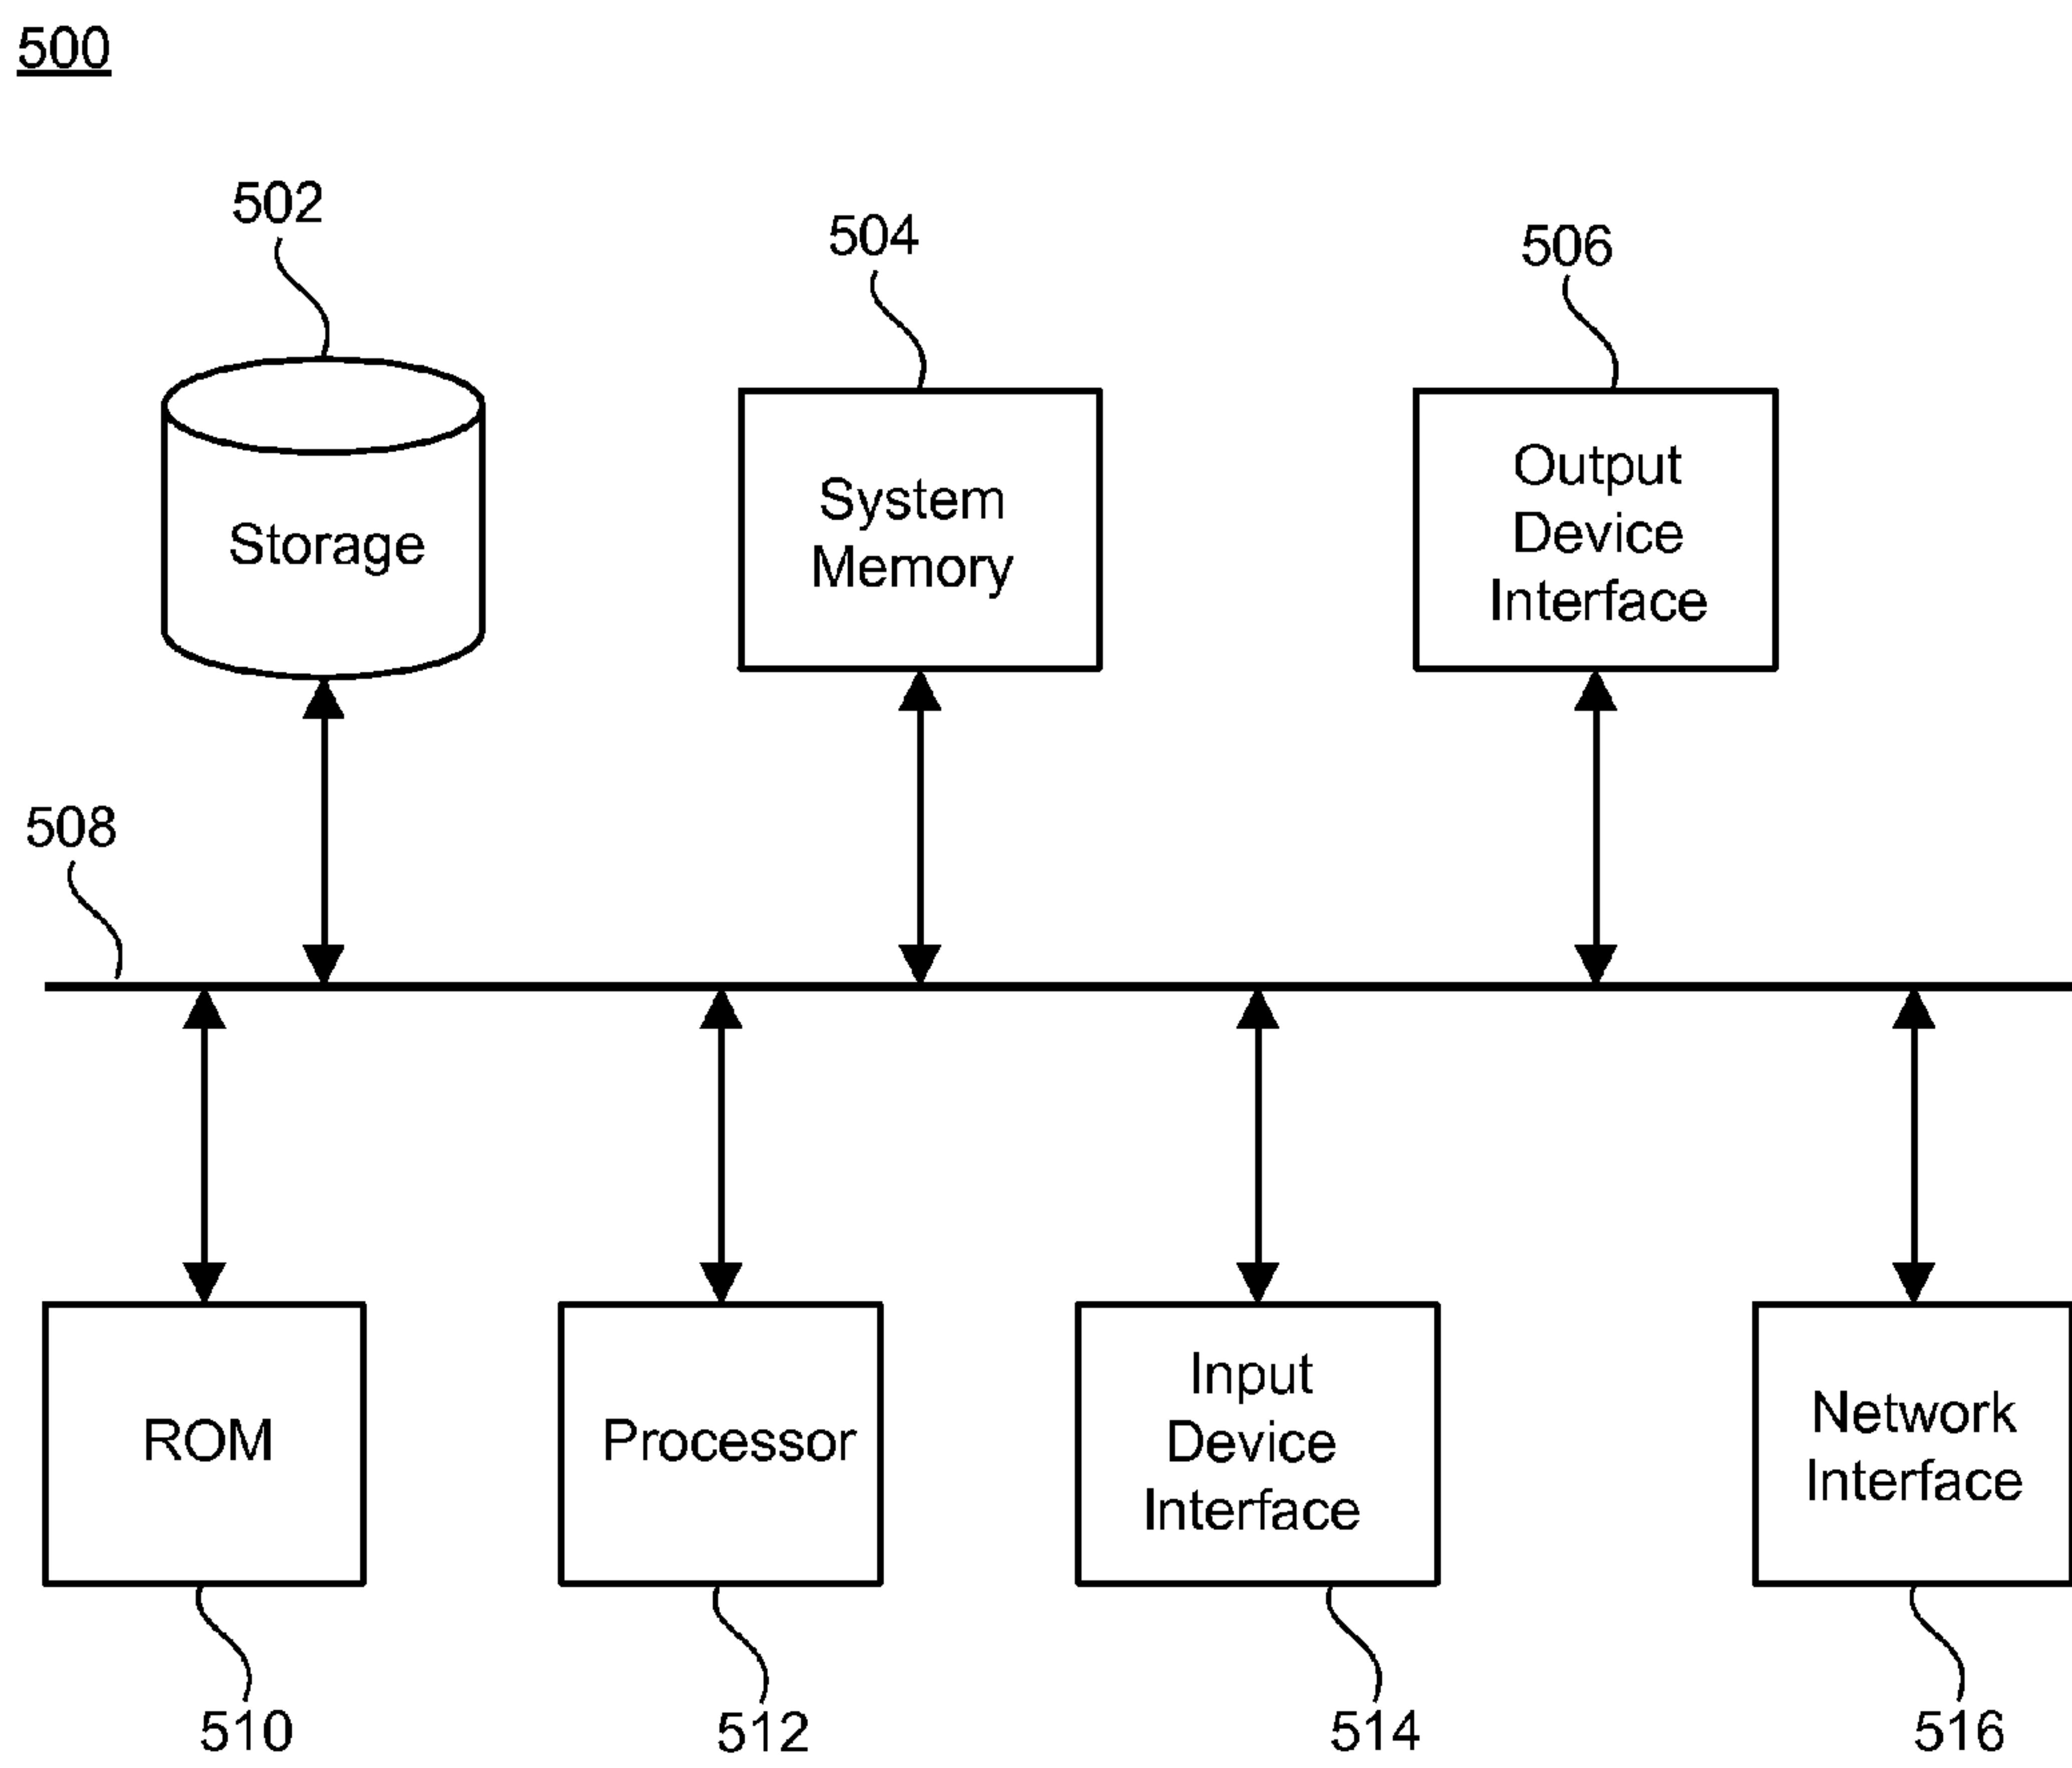 500
502
504
506
Storage
System
Memory
Output
Device
Interface
508
ROM
Processor
Input
Device
Interface
Network
Interface
510
512
514
516